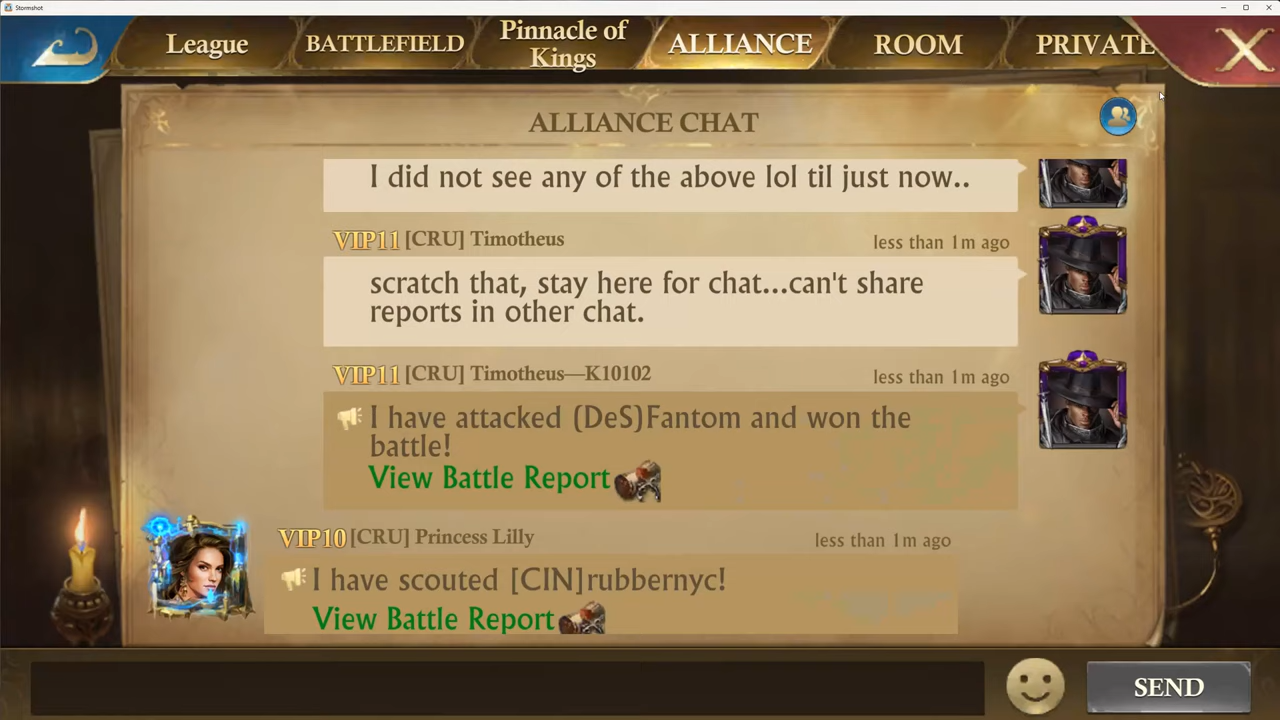 Stormshot
League
BATTLEFIELD
Pinnacle of
Kings
ALLIANCE
ROOM
PRIVATE
ALLIANCE CHAT
I did not see any of the above lol til just now..
VIP11 [CRU] Timotheus
less than 1m ago
scratch that, stay here for chat...can't share
reports in other chat.
VIP11 [CRU] Timotheus—K10102
less than 1m ago
I have attacked (DeS)Fantom and won the
battle!
View Battle Report
VIP10 [CRU] Princess Lilly
less than 1m ago
I have scouted [CIN]rubbernyc!
View Battle Report
SEND